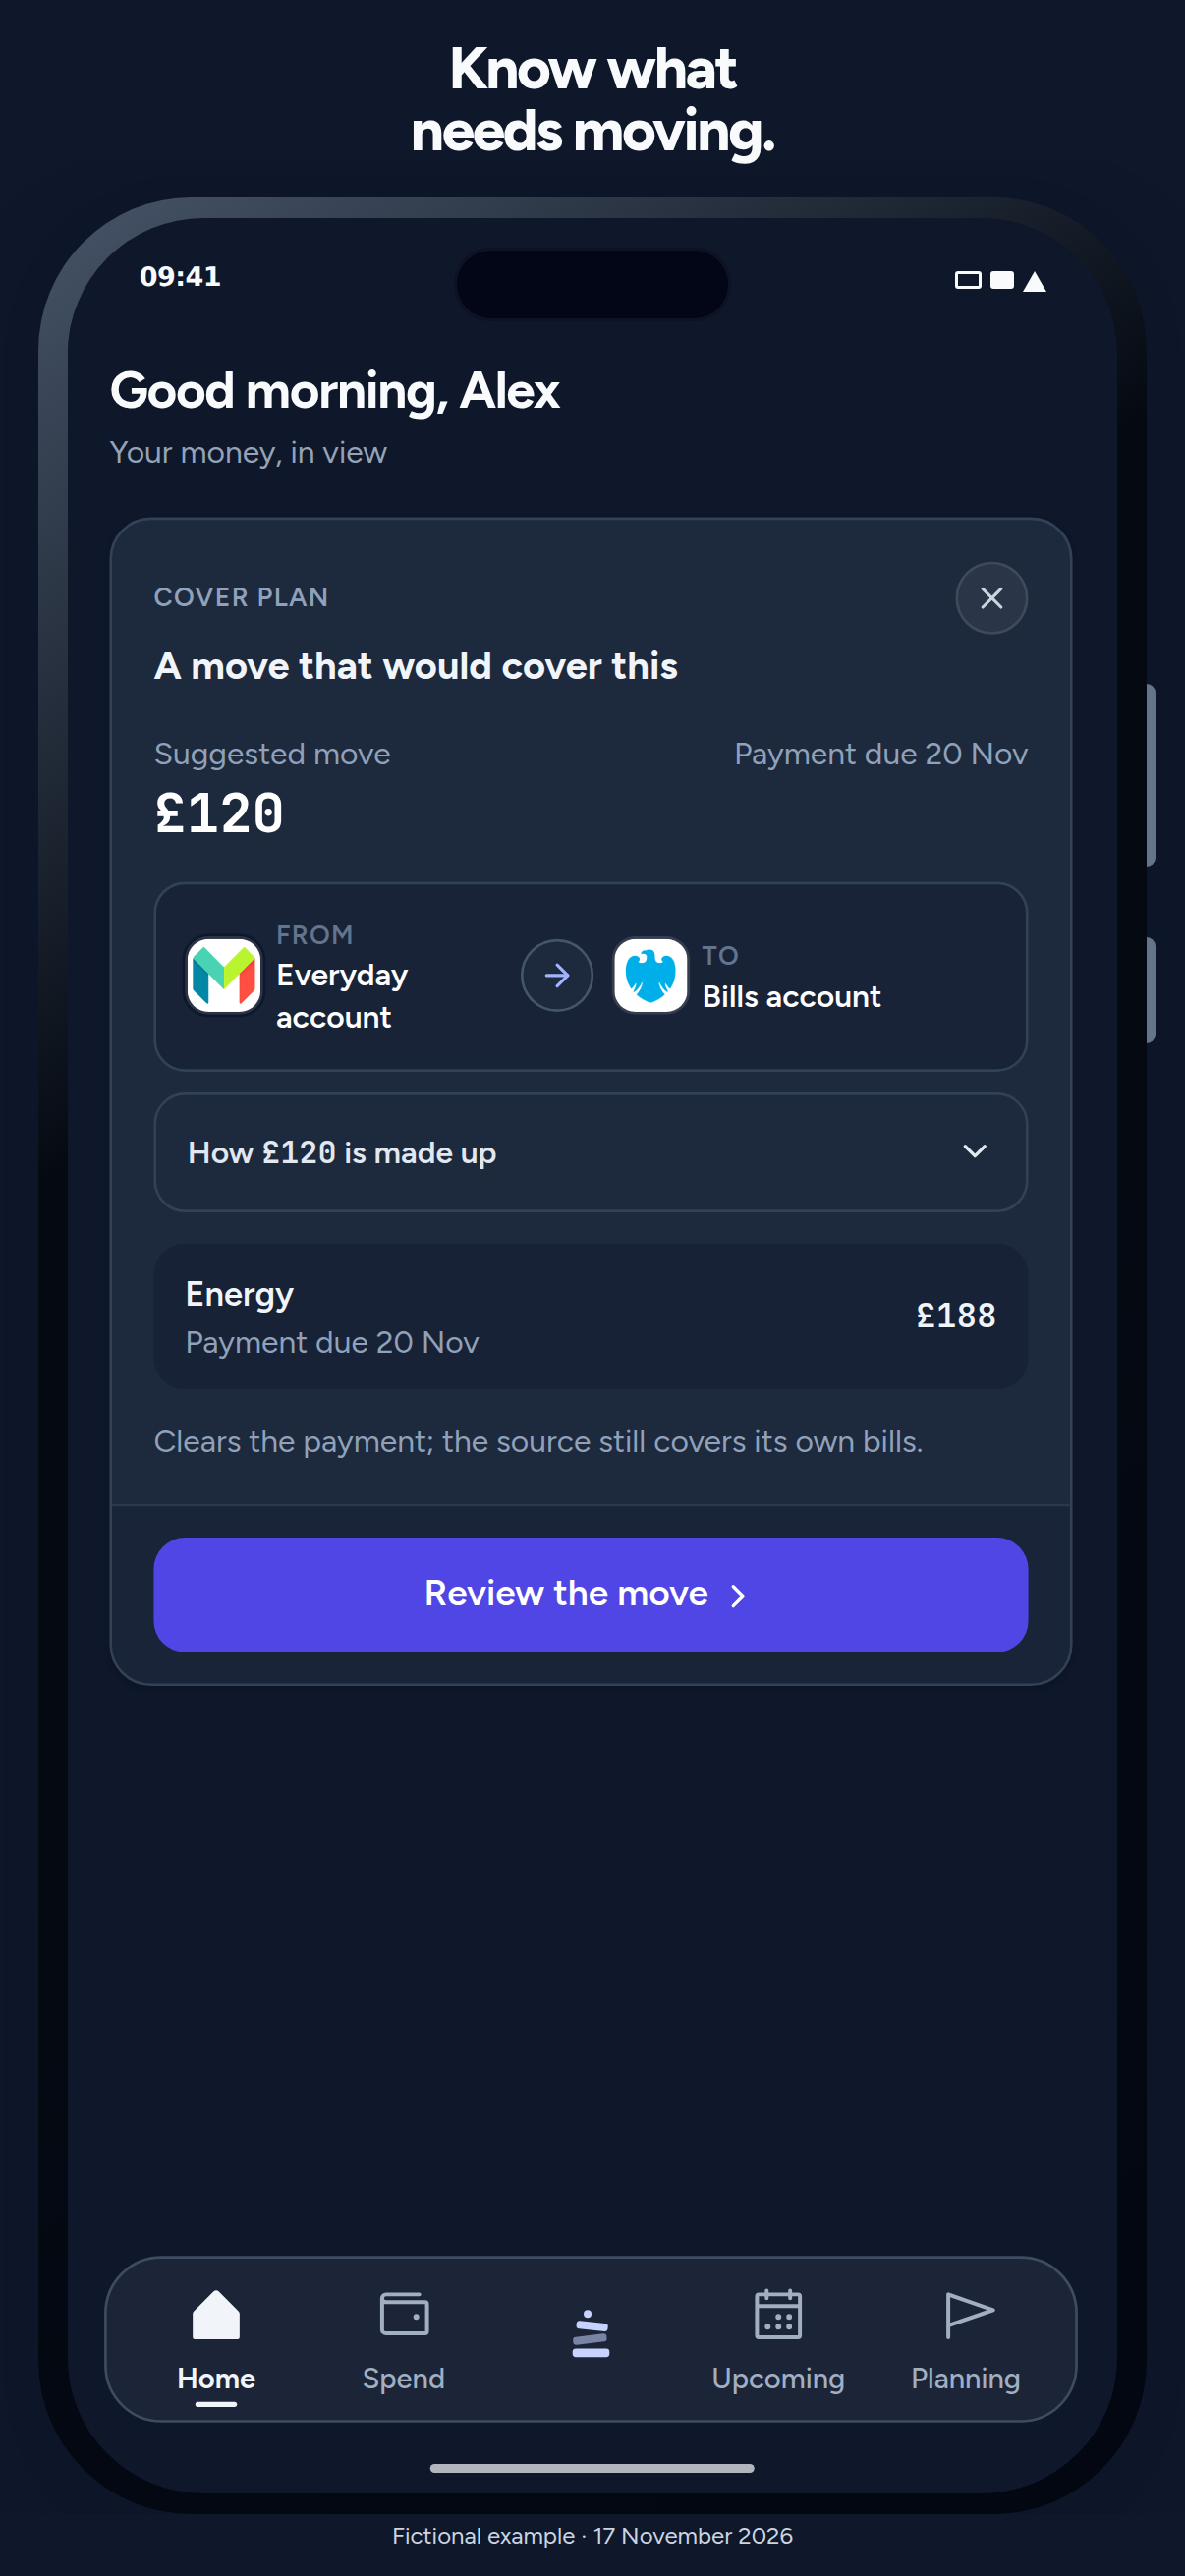 Know what
needs moving.
09:41
Good morning, Alex
Your money, in view
COVER PLAN
A move that would cover this
Suggested move
Payment due 20 Nov
£120
FROM
Everyday
account
TO
Bills account
How £120 is made up
Energy
Payment due 20 Nov
£188
Clears the payment; the source still covers its own bills.
Review the move
Home
Spend
Upcoming
Planning
Fictional example · 17 November 2026